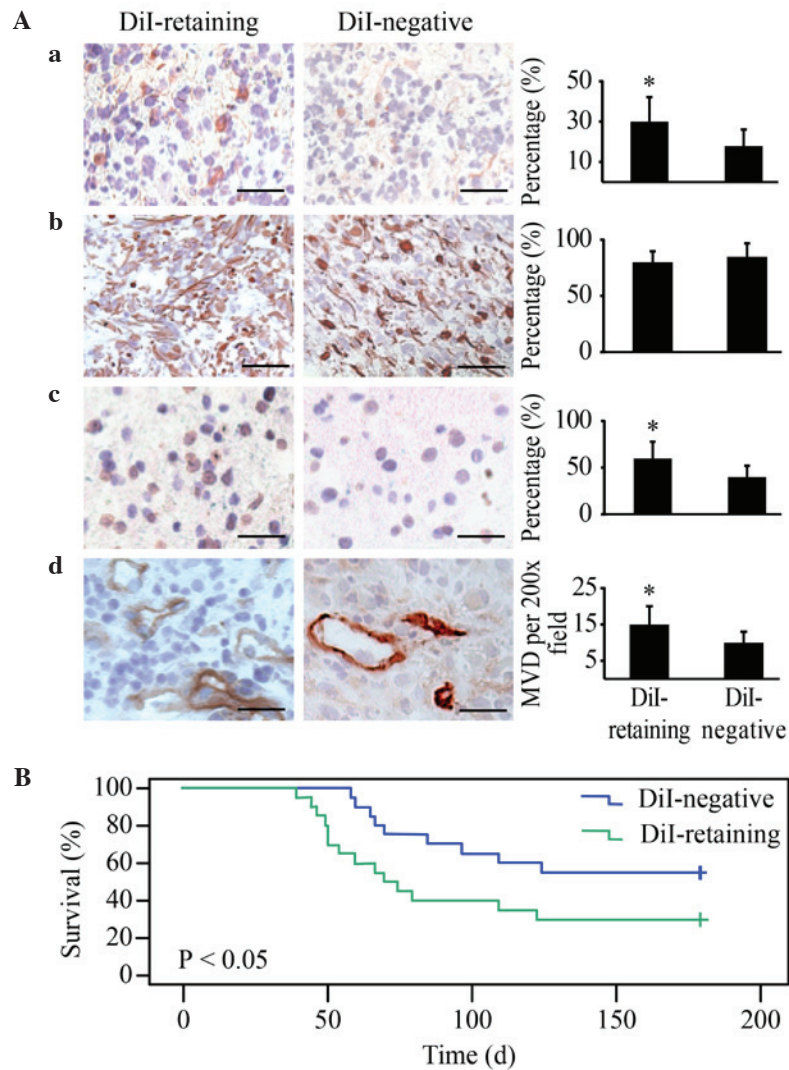 A
DiI-retaining
DiI-negative
a
Percentage (%)
50
30
10
*
b
Percentage (%)
100
50
0
c
Percentage (%)
100
50
0
*
d
MVD per 200x
field
25
15
5
*
DiI-
retaining
DiI-
negative
B
Survival (%)
100
80
60
40
20
0
DiI-negative
DiI-retaining
P < 0.05
0
50
100
150
200
Time (d)